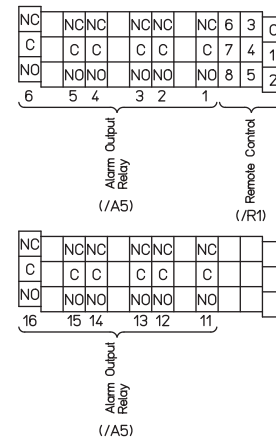 NC NC NC NC NC NC 6 3
C C C C C C 7 4 1
NO NO NO NO NO NO 8 5 2
6 5 4 3 2 1
Alarm Output
Relay
(/A5)
Remote Control
(/R1)
NC NC NC NC NC NC
C C C C C C
NO NO NO NO NO NO
16 15 14 13 12 11
Alarm Output
Relay
(/A5)